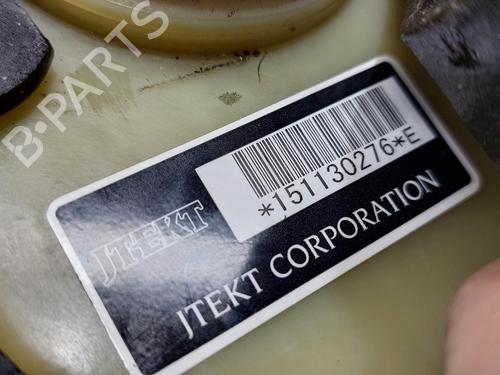 B-PARTS
*151130276*E
JTEKT
JTEKT CORPORATION